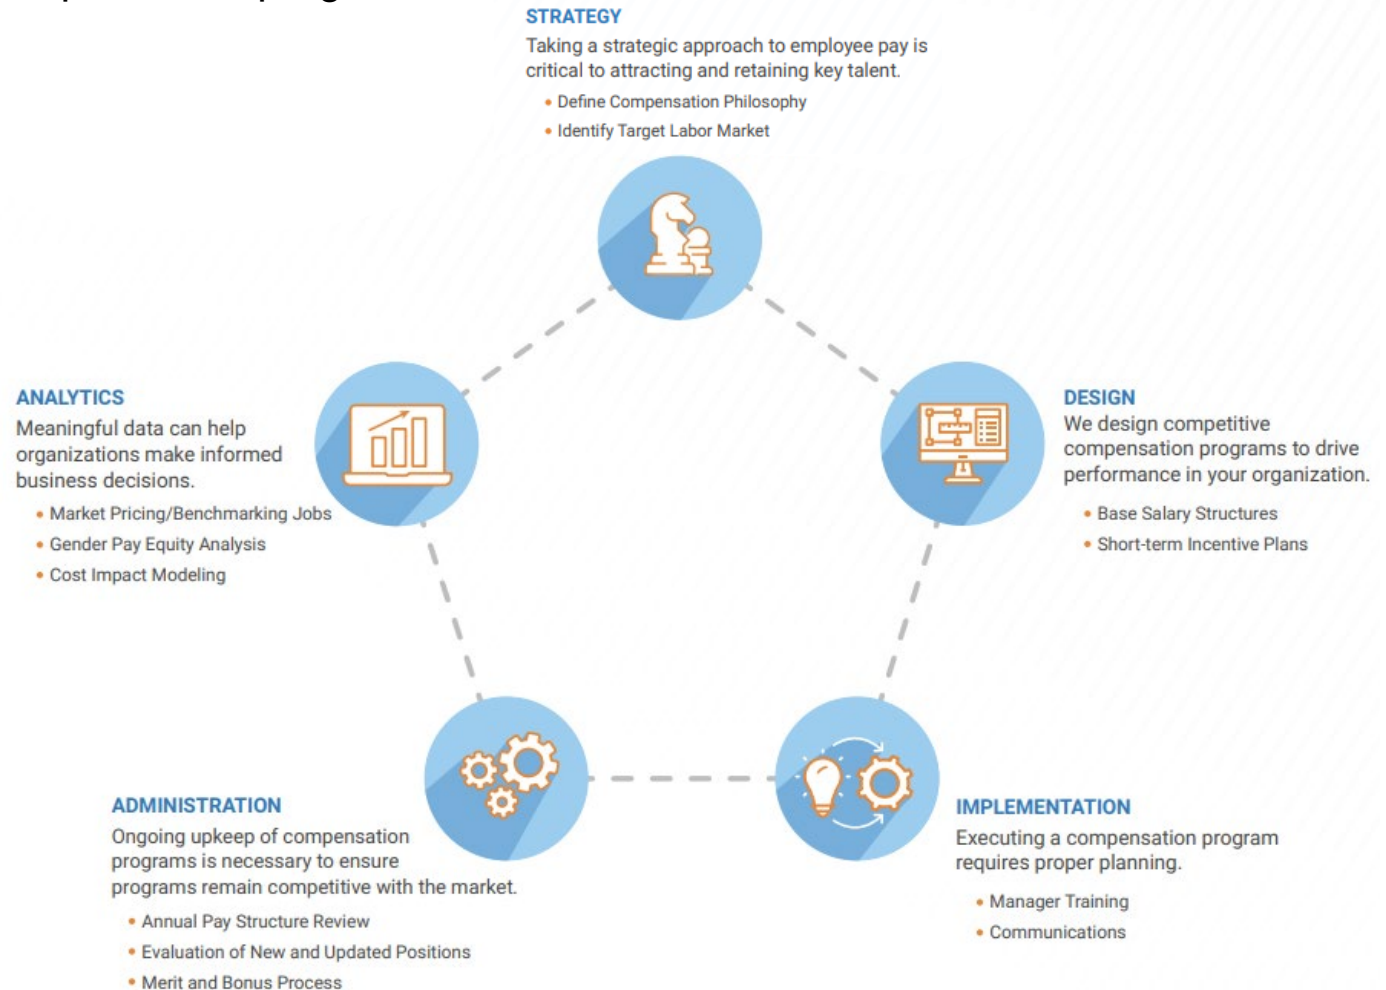 STRATEGY
Taking a strategic approach to employee pay is
critical to attracting and retaining key talent.
• Define Compensation Philosophy
• Identify Target Labor Market
ANALYTICS
Meaningful data can help
organizations make informed
business decisions.
• Market Pricing/Benchmarking Jobs
• Gender Pay Equity Analysis
• Cost Impact Modeling
DESIGN
We design competitive
compensation programs to drive
performance in your organization.
• Base Salary Structures
• Short-term Incentive Plans
ADMINISTRATION
Ongoing upkeep of compensation
programs is necessary to ensure
programs remain competitive with the market.
• Annual Pay Structure Review
• Evaluation of New and Updated Positions
• Merit and Bonus Process
IMPLEMENTATION
Executing a compensation program
requires proper planning.
• Manager Training
• Communications